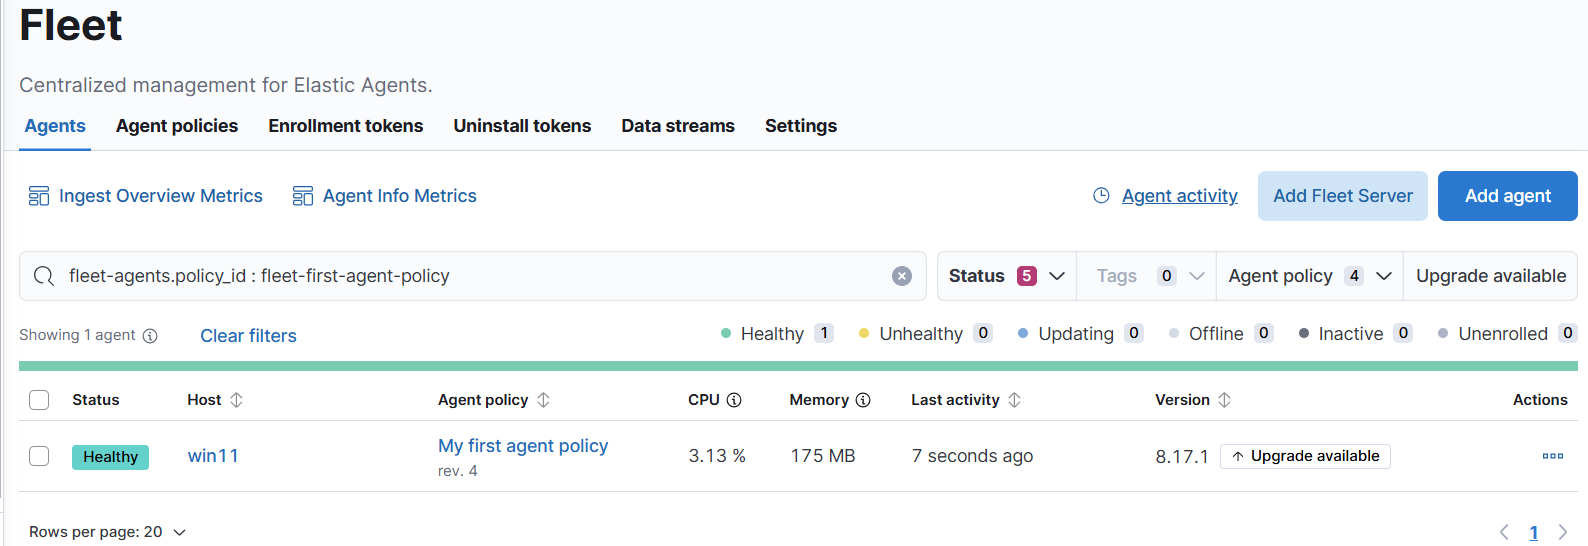 Fleet
Centralized management for Elastic Agents.
Agents Agent policies Enrollment tokens Uninstall tokens Data streams Settings
Ingest Overview Metrics Agent Info Metrics Agent activity Add Fleet Server Add agent
fleet-agents.policy_id : fleet-first-agent-policy Status 5 Tags 0 Agent policy 4 Upgrade available
Showing 1 agent Clear filters Healthy 1 Unhealthy 0 Updating 0 Offline 0 Inactive 0 Unenrolled 0
Status Host Agent policy CPU Memory Last activity Version Actions
Healthy win11 My first agent policy 3.13 % 175 MB 7 seconds ago 8.17.1 Upgrade available
rev. 4
Rows per page: 20 1